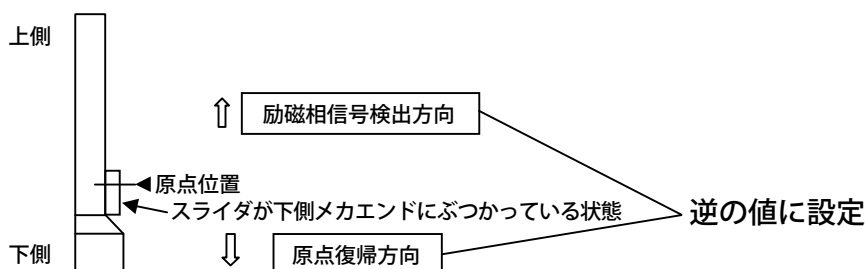 上側
励磁相信号検出方向
原点位置
スライダが下側メカエンドにぶつかっている状態
逆の値に設定
下側
原点復帰方向